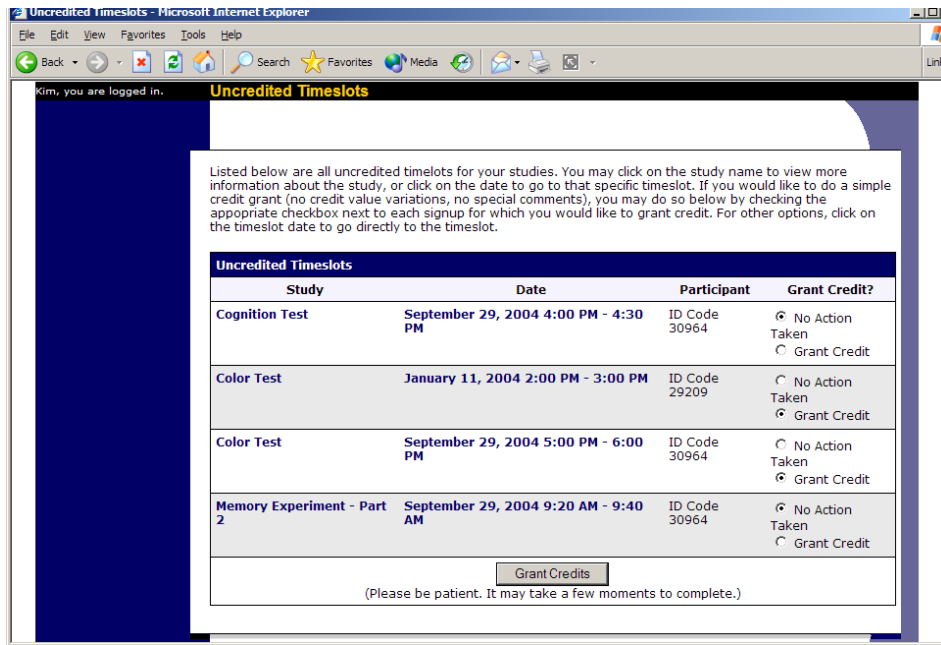 Uncredited Timeslots - Microsoft Internet Explorer
File Edit View Favorites Tools Help
Back Search Favorites Media
Kim, you are logged in. Uncredited Timeslots
Listed below are all uncredited timelots for your studies. You may click on the study name to view more
information about the study, or click on the date to go to that specific timeslot. If you would like to do a simple
credit grant (no credit value variations, no special comments), you may do so below by checking the
appopriate checkbox next to each signup for which you would like to grant credit. For other options, click on
the timeslot date to go directly to the timeslot.
Uncredited Timeslots
Study Date Participant Grant Credit?
Cognition Test September 29, 2004 4:00 PM - 4:30 ID Code No Action
PM 30964 Taken
Grant Credit
Color Test January 11, 2004 2:00 PM - 3:00 PM ID Code No Action
29209 Taken
Grant Credit
Color Test September 29, 2004 5:00 PM - 6:00 ID Code No Action
PM 30964 Taken
Grant Credit
Memory Experiment - Part September 29, 2004 9:20 AM - 9:40 ID Code No Action
2 AM 30964 Taken
Grant Credit
Grant Credits
(Please be patient. It may take a few moments to complete.)